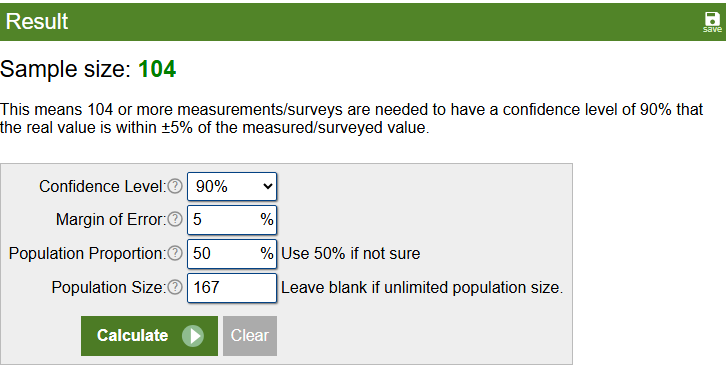 Result
save
Sample size: 104
This means 104 or more measurements/surveys are needed to have a confidence level of 90% that
the real value is within ±5% of the measured/surveyed value.
Confidence Level:? 90%
Margin of Error:? 5 %
Population Proportion:? 50 % Use 50% if not sure
Population Size:? 167 Leave blank if unlimited population size.
Calculate Clear